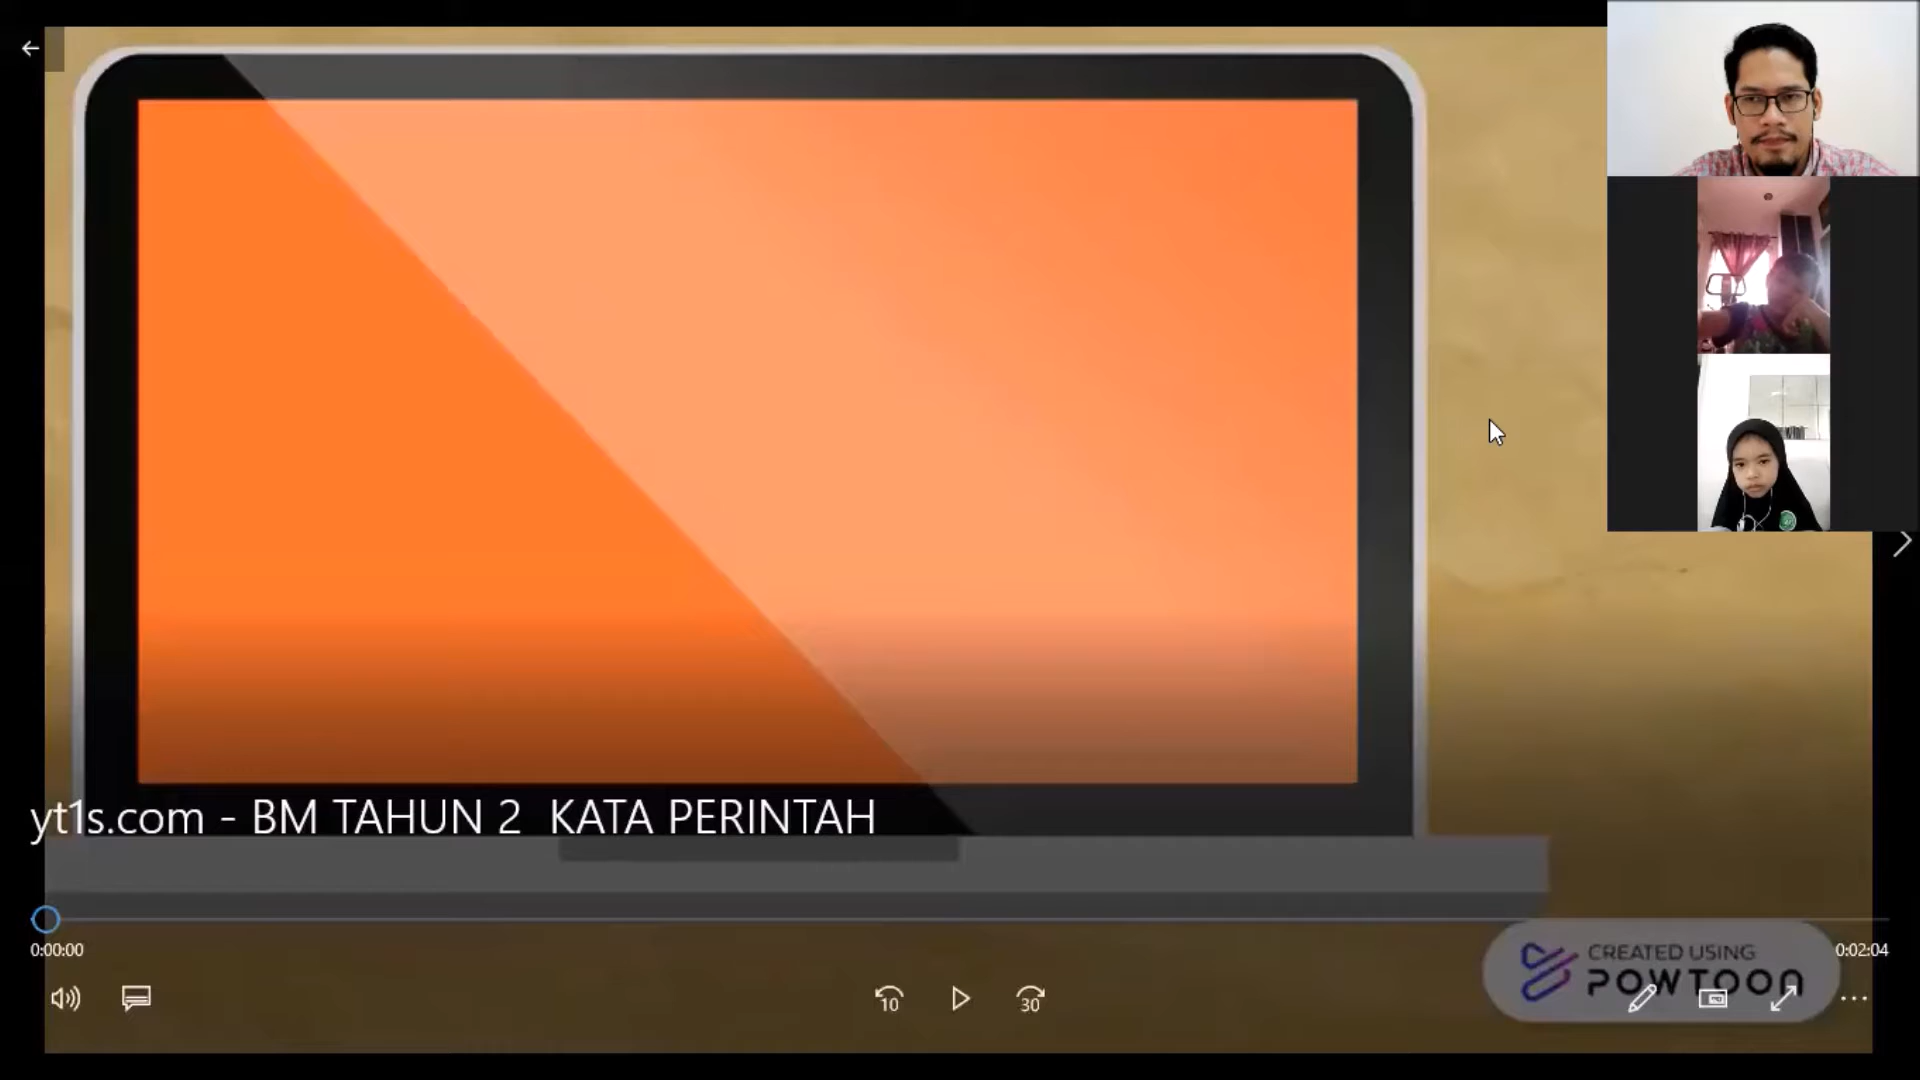 yt1s.com - BM TAHUN 2  KATA PERINTAH
0:00:00
0:02:04
CREATED USING
POWTOON
10
30